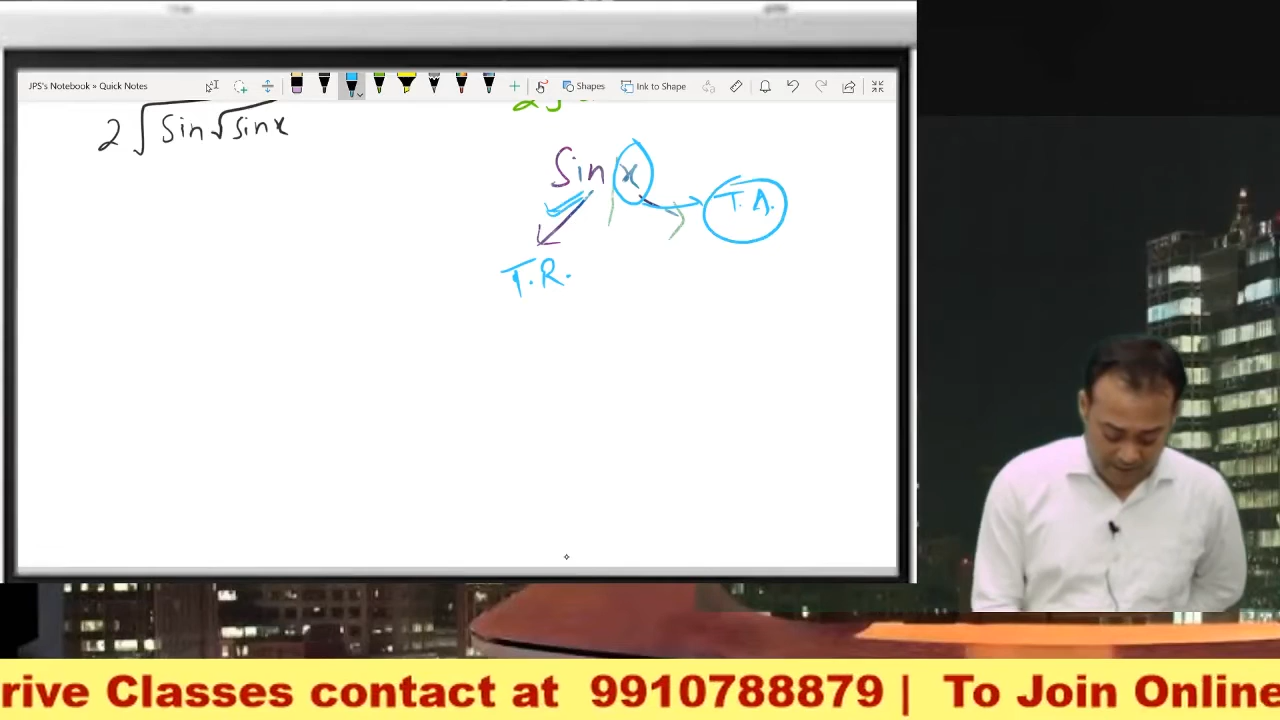 JPS's Notebook » Quick Notes
Shapes
Ink to Shape
2√Sin√sinx
Sin x
T.A.
T.R.
rive Classes contact at 9910788879 | To Join Online